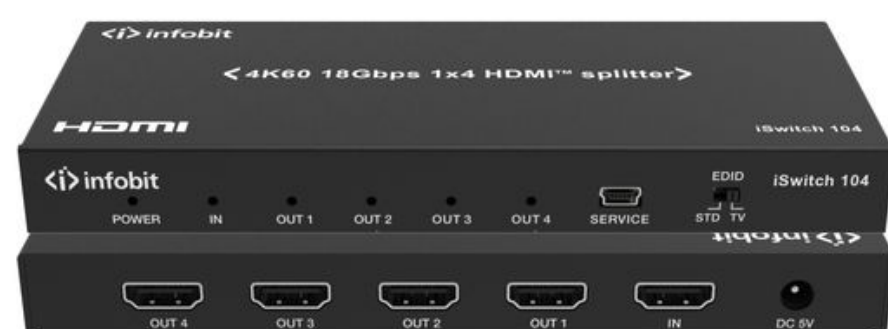 <i> infobit
<4K60 18Gbps 1x4 HDMI™ splitter>
HDMI
iSwitch 104
<i> infobit
EDID
iSwitch 104
POWER IN OUT 1 OUT 2 OUT 3 OUT 4 SERVICE STD TV
<i> infobit
OUT 4 OUT 3 OUT 2 OUT 1 IN DC 5V